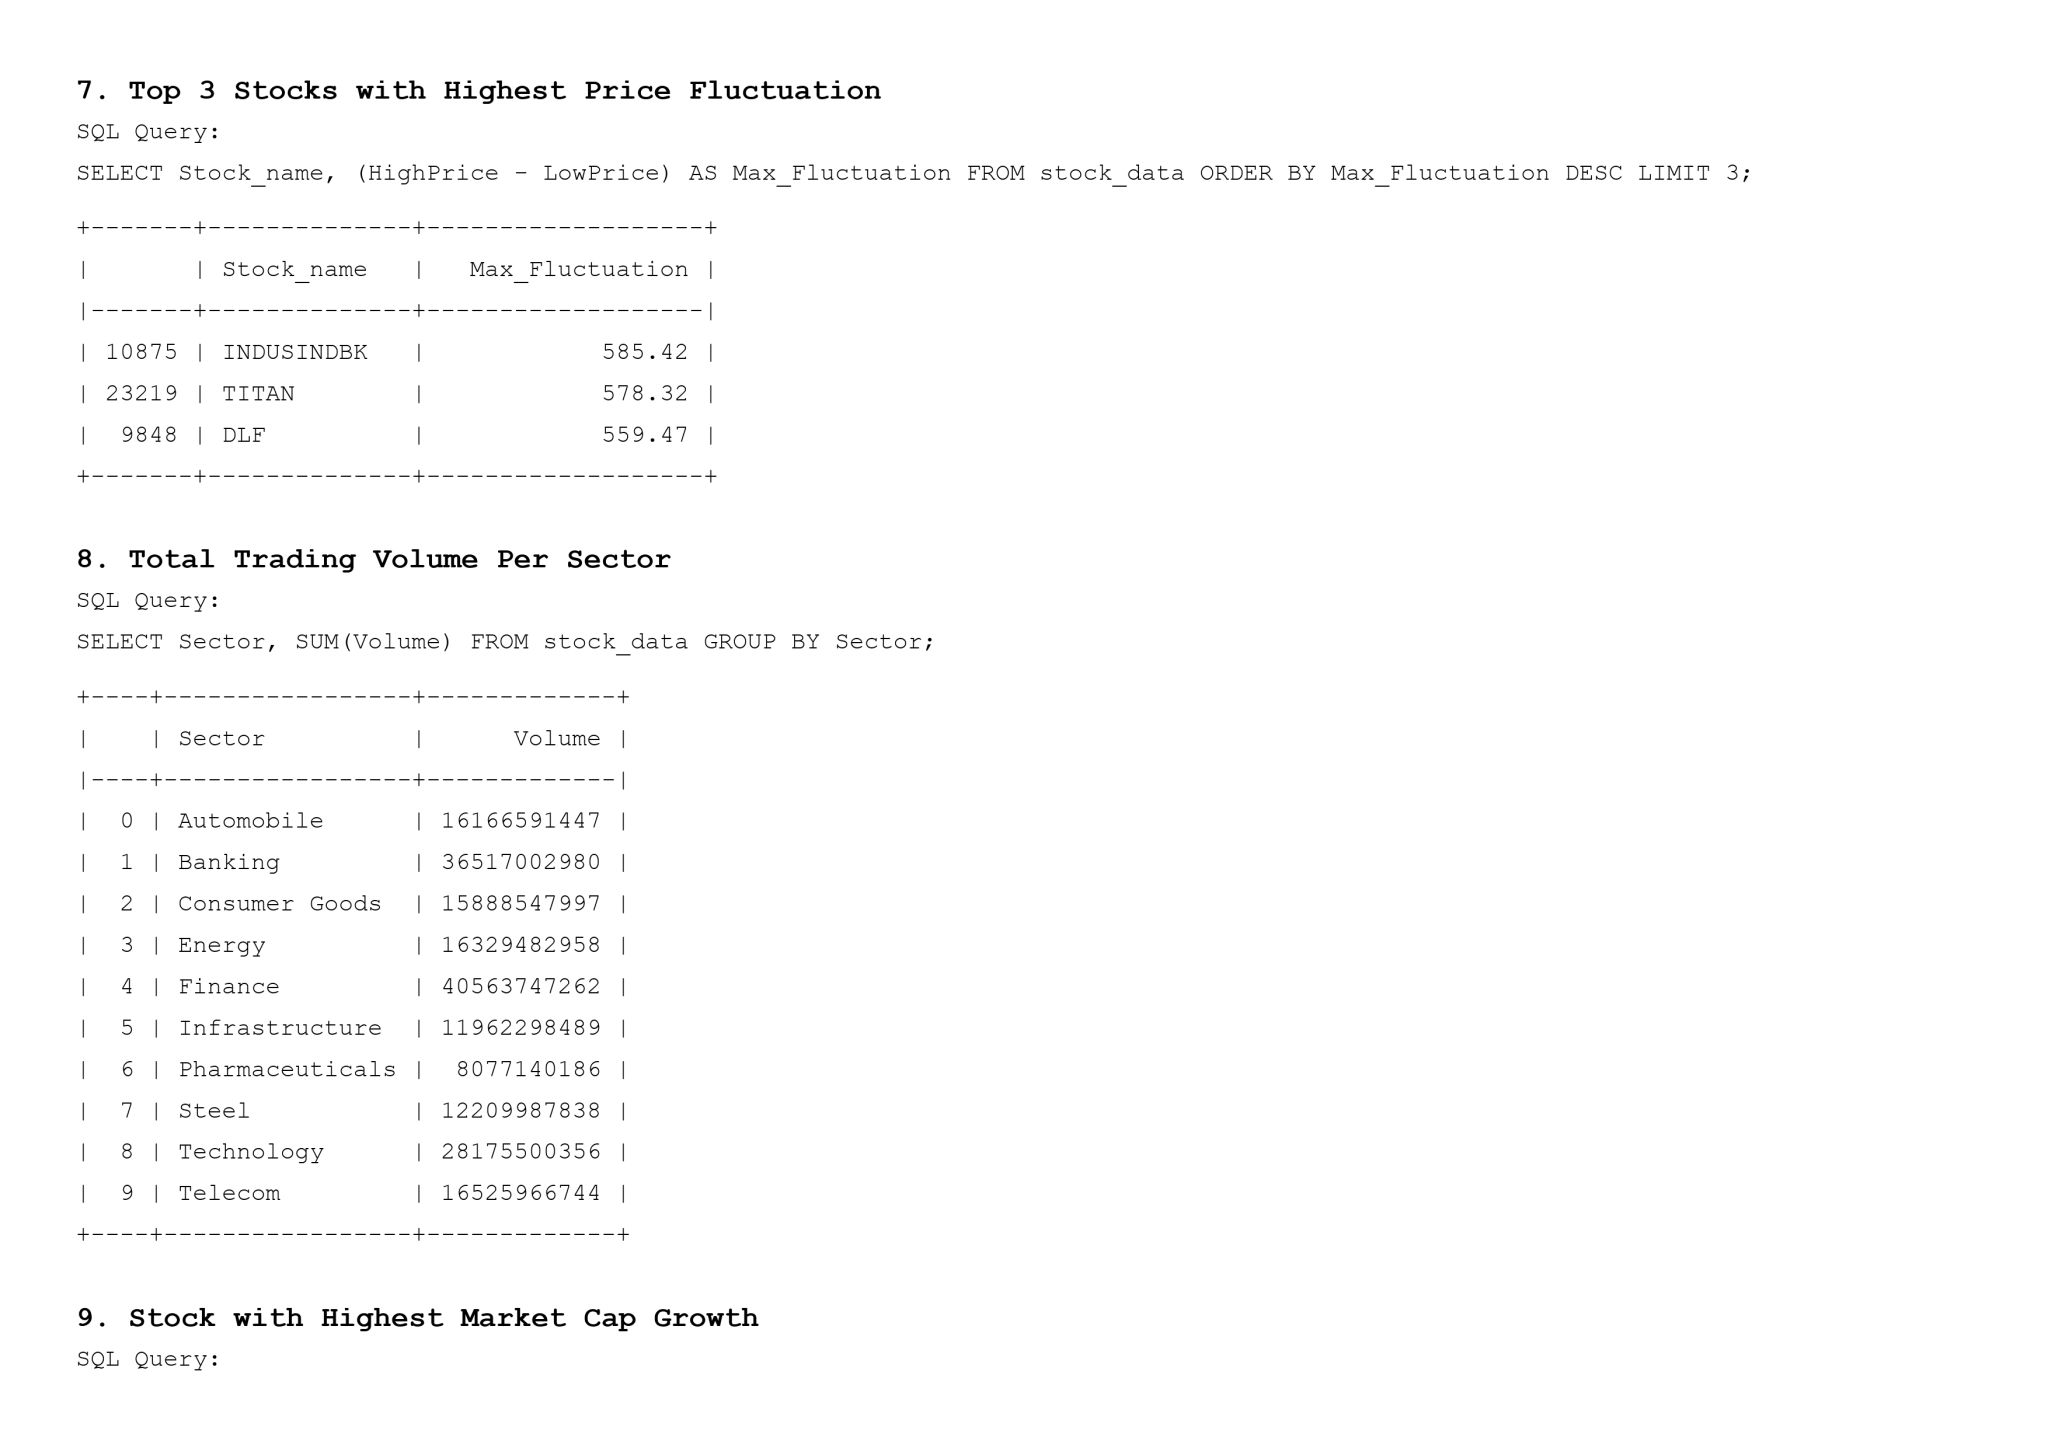 7. Top 3 Stocks with Highest Price Fluctuation
SQL Query:
SELECT Stock_name, (HighPrice - LowPrice) AS Max_Fluctuation FROM stock_data ORDER BY Max_Fluctuation DESC LIMIT 3;
+-------+--------------+-------------------+
|       | Stock_name   |   Max_Fluctuation |
|-------+--------------+-------------------|
| 10875 | INDUSINDBK   |            585.42 |
| 23219 | TITAN        |            578.32 |
|  9848 | DLF          |            559.47 |
+-------+--------------+-------------------+
8. Total Trading Volume Per Sector
SQL Query:
SELECT Sector, SUM(Volume) FROM stock_data GROUP BY Sector;
+----+-----------------+-------------+
|    | Sector          |      Volume |
|----+-----------------+-------------|
|  0 | Automobile      | 16166591447 |
|  1 | Banking         | 36517002980 |
|  2 | Consumer Goods  | 15888547997 |
|  3 | Energy          | 16329482958 |
|  4 | Finance         | 40563747262 |
|  5 | Infrastructure  | 11962298489 |
|  6 | Pharmaceuticals |  8077140186 |
|  7 | Steel           | 12209987838 |
|  8 | Technology      | 28175500356 |
|  9 | Telecom         | 16525966744 |
+----+-----------------+-------------+
9. Stock with Highest Market Cap Growth
SQL Query: